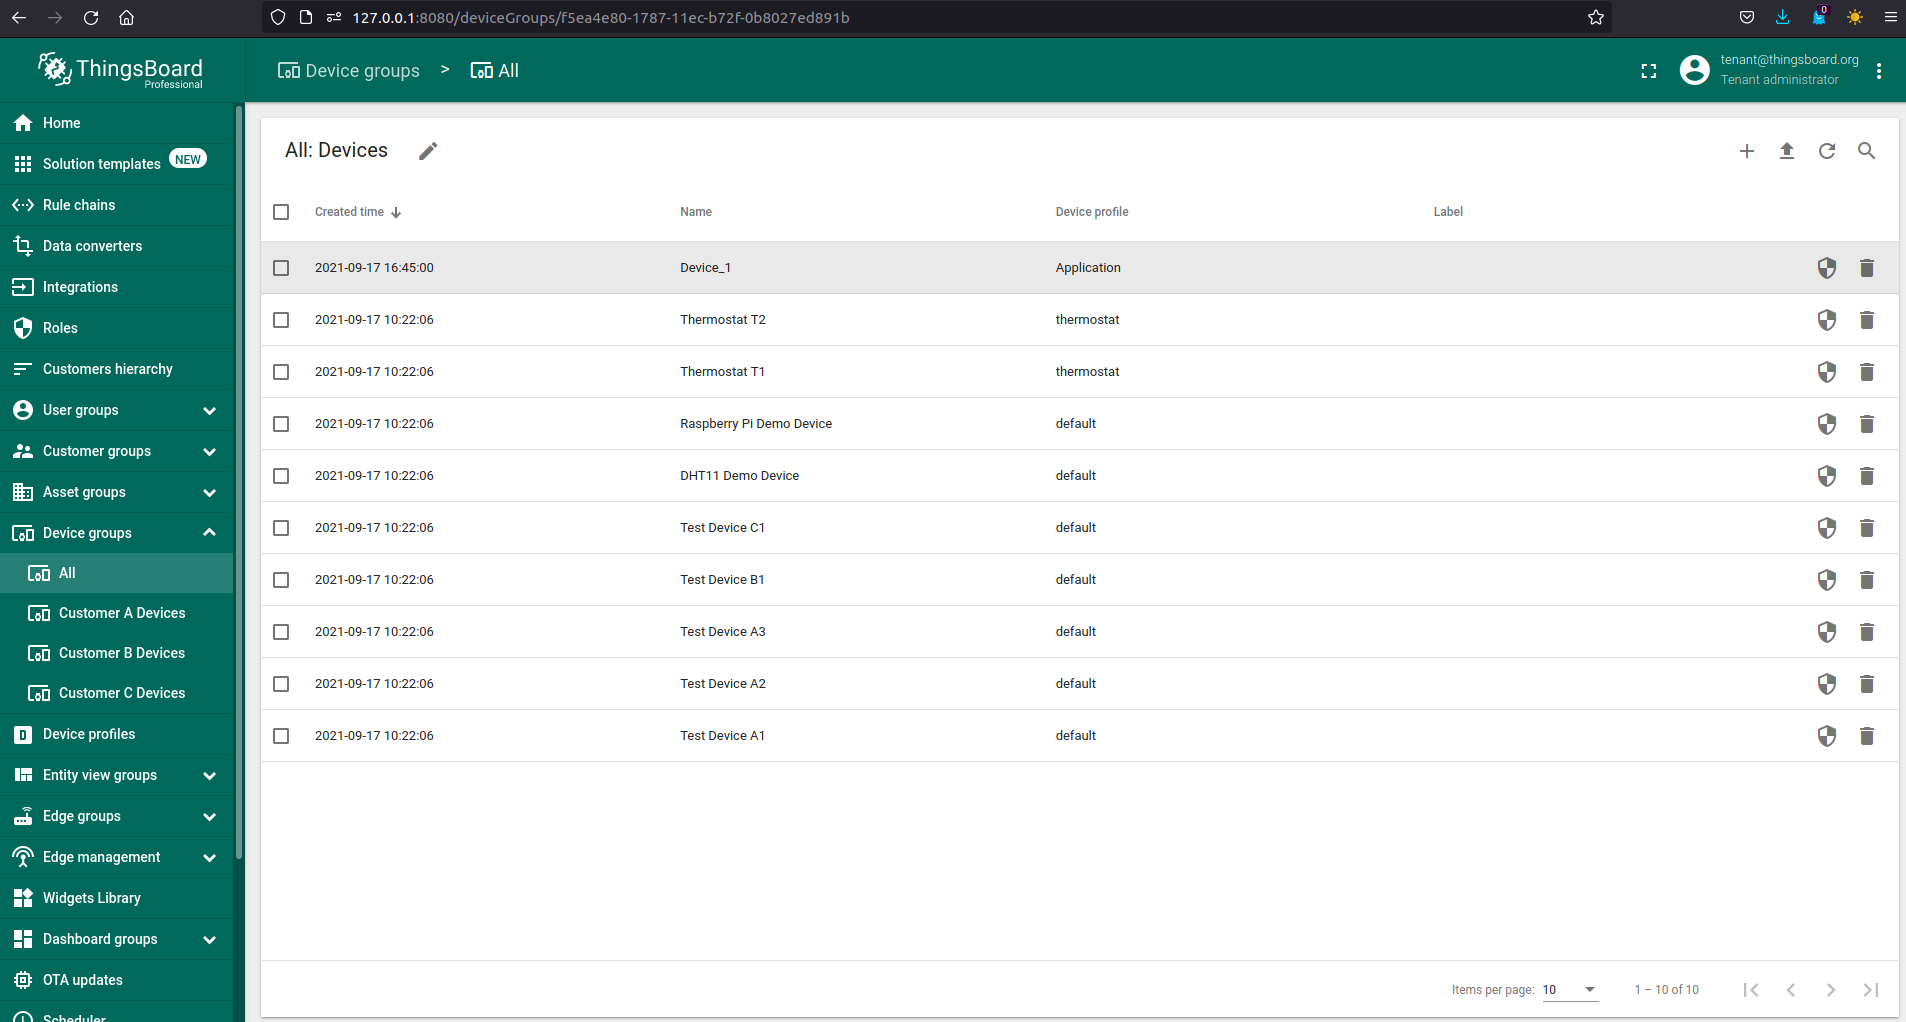 127.0.0.1:8080/deviceGroups/f5ea4e80-1787-11ec-b72f-0b8027ed891b
0
ThingsBoard
Professional
Device groups > All
tenant@thingsboard.org
Tenant administrator
Home
Solution templates NEW
Rule chains
Data converters
Integrations
Roles
Customers hierarchy
User groups
Customer groups
Asset groups
Device groups
All
Customer A Devices
Customer B Devices
Customer C Devices
D Device profiles
Entity view groups
Edge groups
Edge management
Widgets Library
Dashboard groups
OTA updates
Scheduler
All: Devices
Created time Name Device profile Label
2021-09-17 16:45:00 Device_1 Application
2021-09-17 10:22:06 Thermostat T2 thermostat
2021-09-17 10:22:06 Thermostat T1 thermostat
2021-09-17 10:22:06 Raspberry Pi Demo Device default
2021-09-17 10:22:06 DHT11 Demo Device default
2021-09-17 10:22:06 Test Device C1 default
2021-09-17 10:22:06 Test Device B1 default
2021-09-17 10:22:06 Test Device A3 default
2021-09-17 10:22:06 Test Device A2 default
2021-09-17 10:22:06 Test Device A1 default
Items per page: 10 1 – 10 of 10